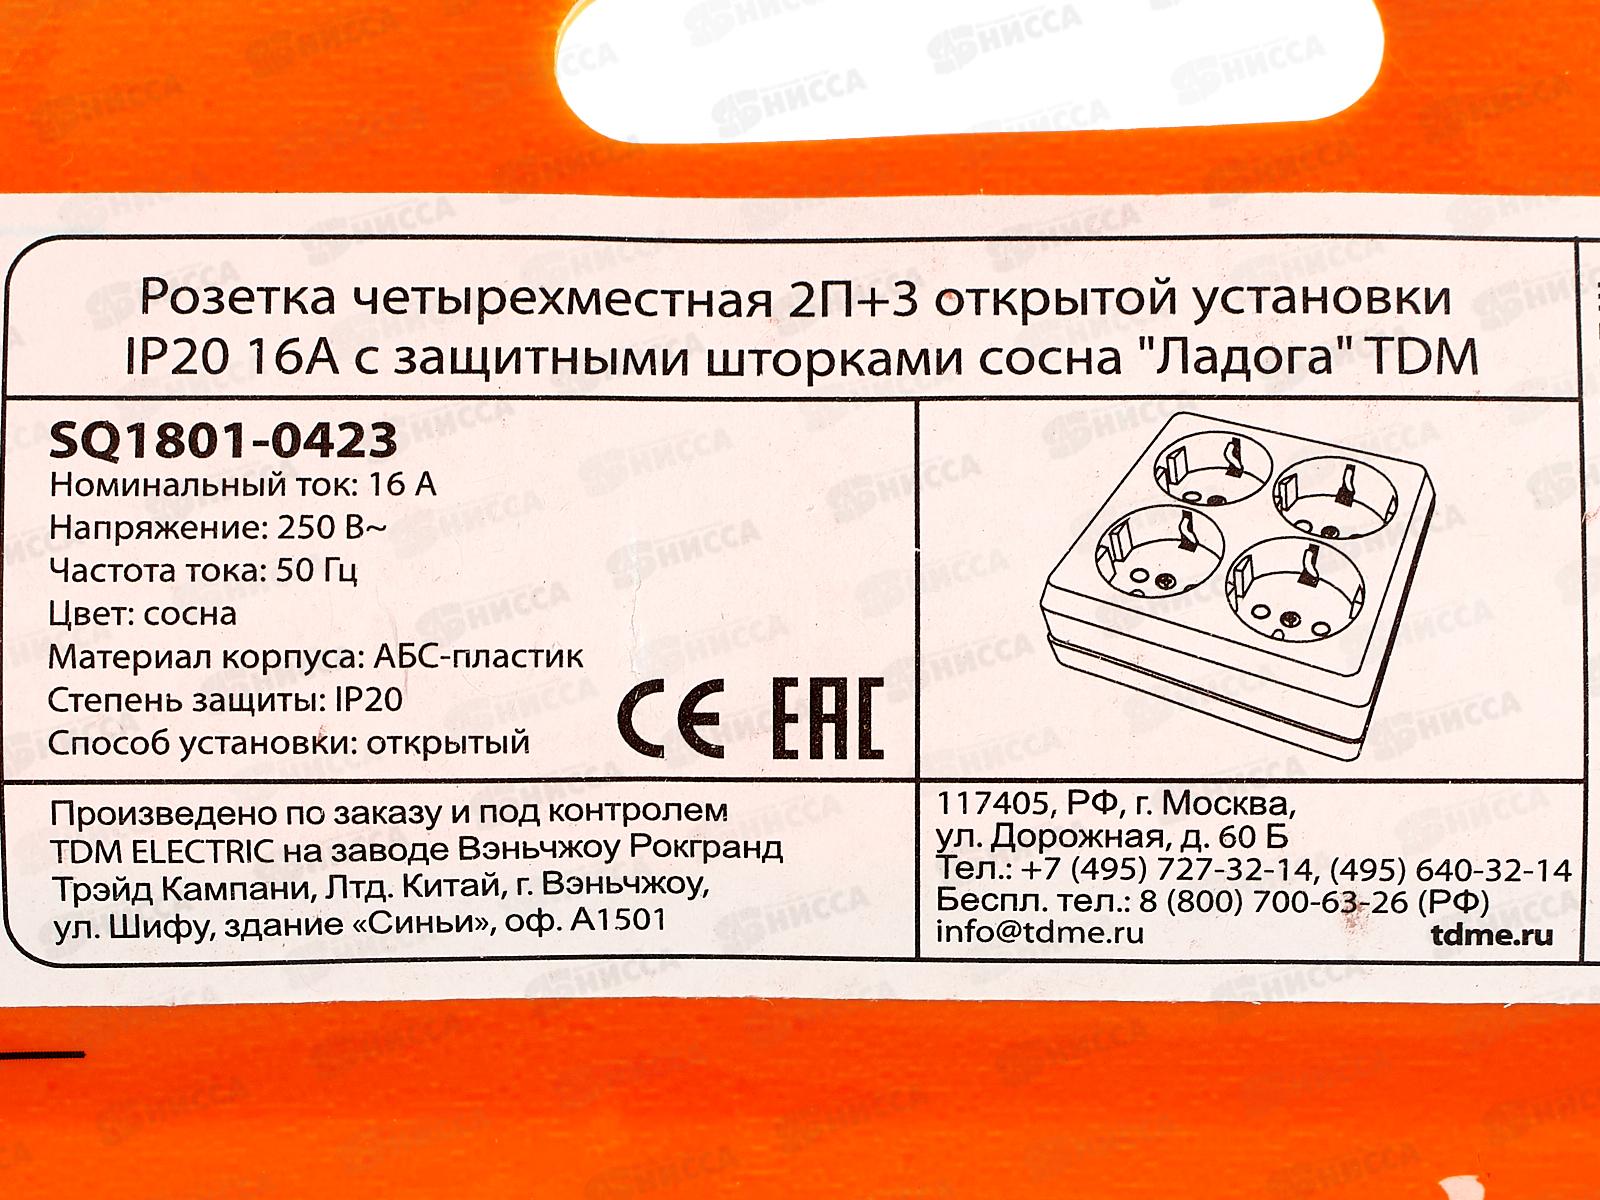 Розетка четырехместная 2П+З открытой установки
IP20 16А с защитными шторками сосна "Ладога" TDM
SQ1801-0423
Номинальный ток: 16 А
Напряжение: 250 В~
Частота тока: 50 Гц
Цвет: сосна
Материал корпуса: АБС-пластик
Степень защиты: IP20
Способ установки: открытый
CE EAC
Произведено по заказу и под контролем
TDM ELECTRIC на заводе Вэньчжоу Рокгранд
Трэйд Кампани, Лтд. Китай, г. Вэньчжоу,
ул. Шифу, здание «Синьи», оф. А1501
117405, РФ, г. Москва,
ул. Дорожная, д. 60 Б
Тел.: +7 (495) 727-32-14, (495) 640-32-14
Беспл. тел.: 8 (800) 700-63-26 (РФ)
info@tdme.ru tdme.ru
НИССА